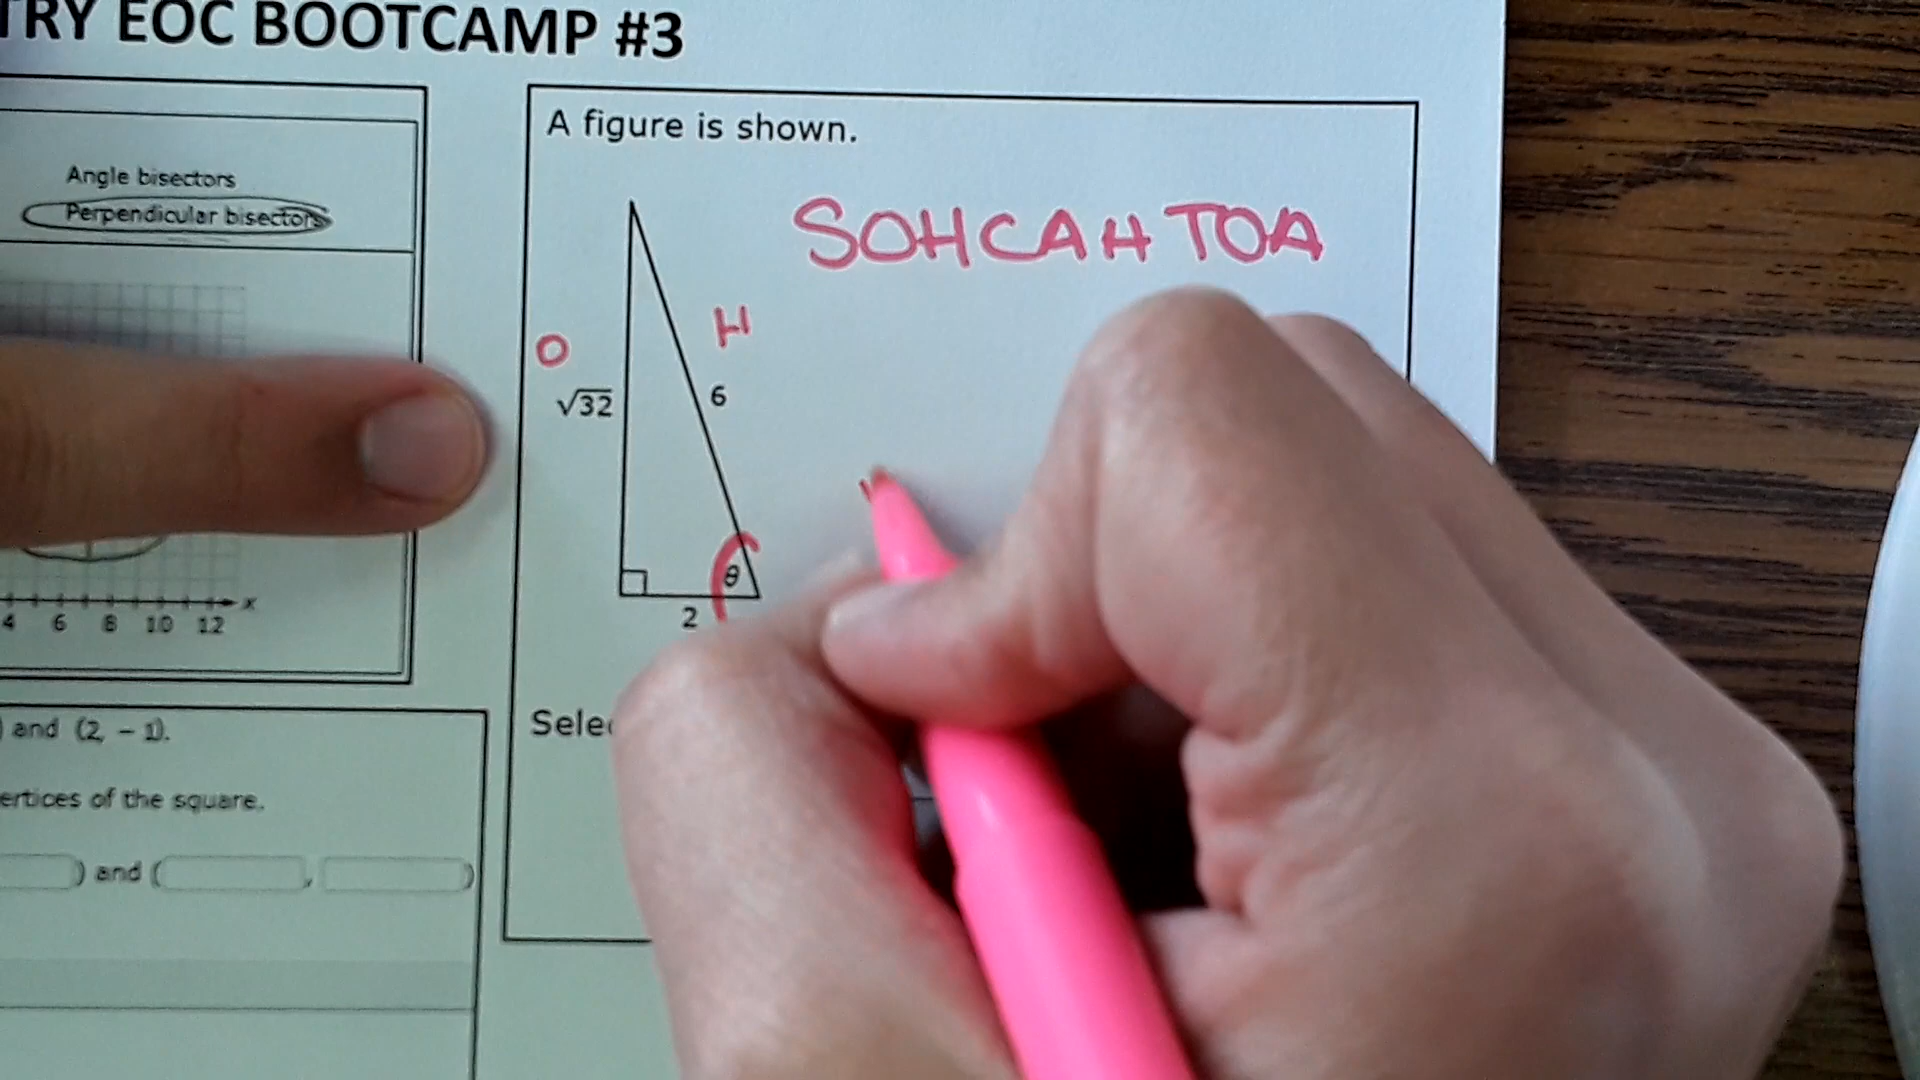 TRY EOC BOOTCAMP #3
Angle bisectors
Perpendicular bisectors
x
4 6 8 10 12
and (2, − 1).
ertices of the square.
) and ( , )
A figure is shown.
SOHCAHTOA
O
H
√32
6
θ
2
Selec